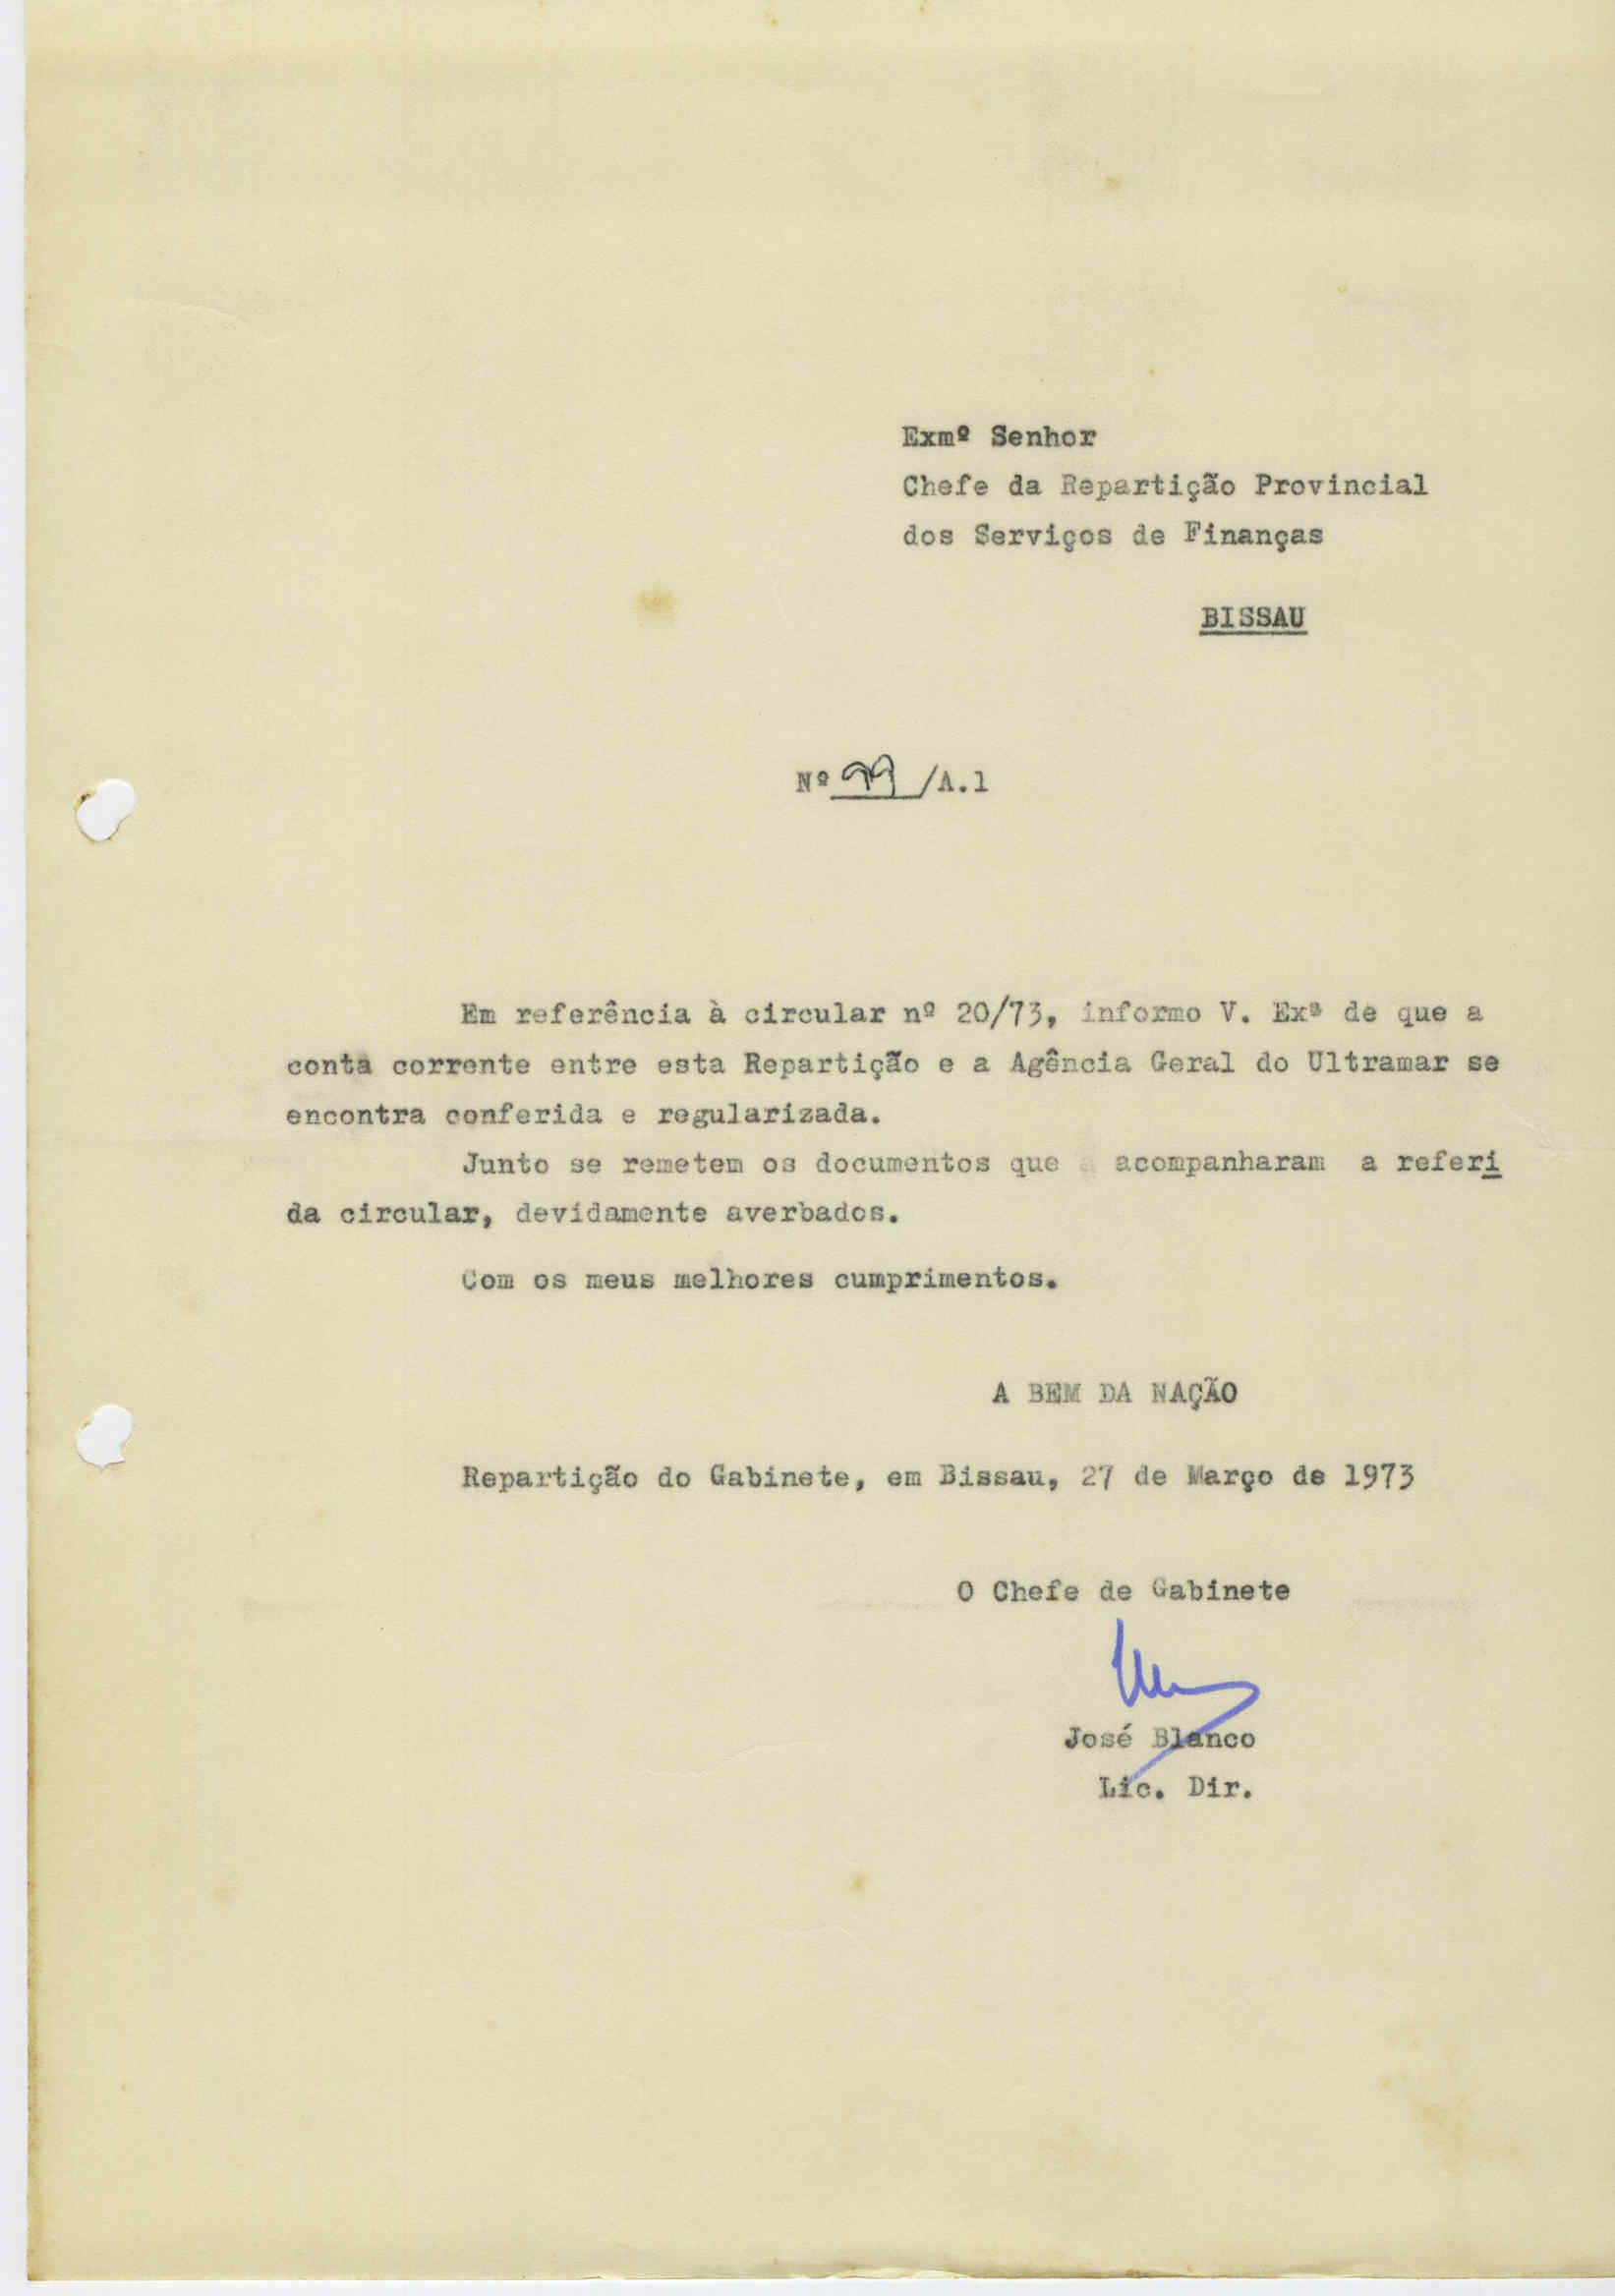 Exmº Senhor
Chefe da Repartição Provincial
dos Serviços de Finanças
BISSAU
Nº 99 /A.1
Em referência à circular nº 20/73, informo V. Exª de que a
conta corrente entre esta Repartição e a Agência Geral do Ultramar se
encontra conferida e regularizada.
Junto se remetem os documentos que acompanharam a referi
da circular, devidamente averbados.
Com os meus melhores cumprimentos.
A BEM DA NAÇÃO
Repartição do Gabinete, em Bissau, 27 de Março de 1973
O Chefe de Gabinete
José Blanco
Lic. Dir.